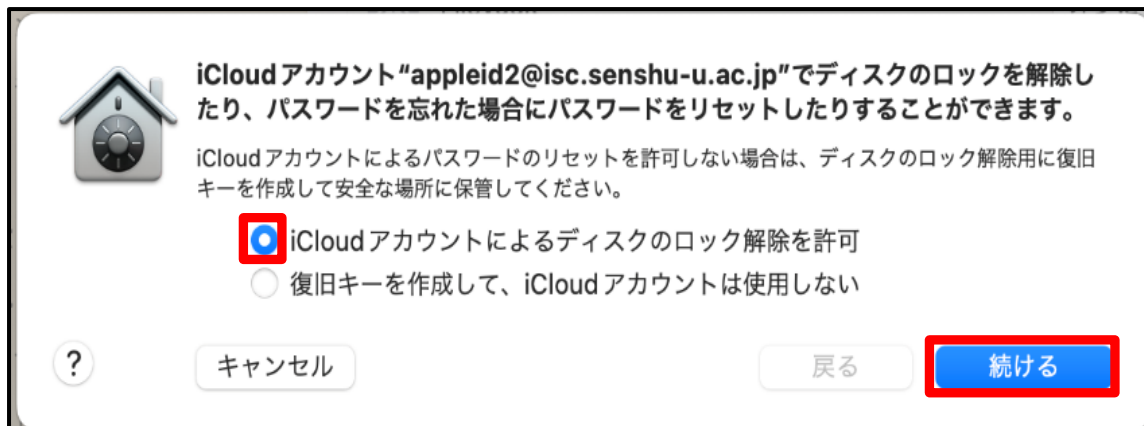 iCloudアカウント“appleid2@isc.senshu-u.ac.jp”でディスクのロックを解除し
たり、パスワードを忘れた場合にパスワードをリセットしたりすることができます。
iCloudアカウントによるパスワードのリセットを許可しない場合は、ディスクのロック解除用に復旧
キーを作成して安全な場所に保管してください。
iCloudアカウントによるディスクのロック解除を許可
復旧キーを作成して、iCloudアカウントは使用しない
? キャンセル 戻る 続ける